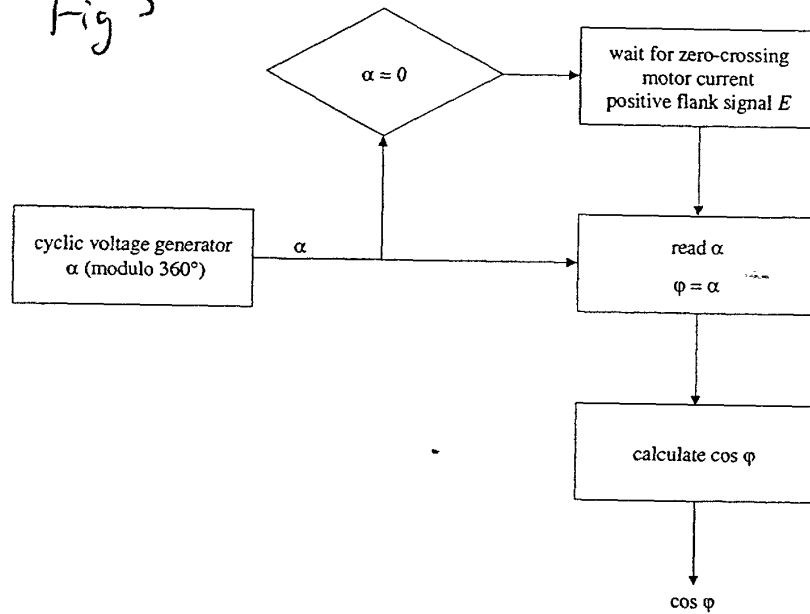 Fig 3
α = 0
wait for zero-crossing
motor current
positive flank signal E
cyclic voltage generator
α (modulo 360°)
α
read α
φ = α
calculate cos φ
cos φ